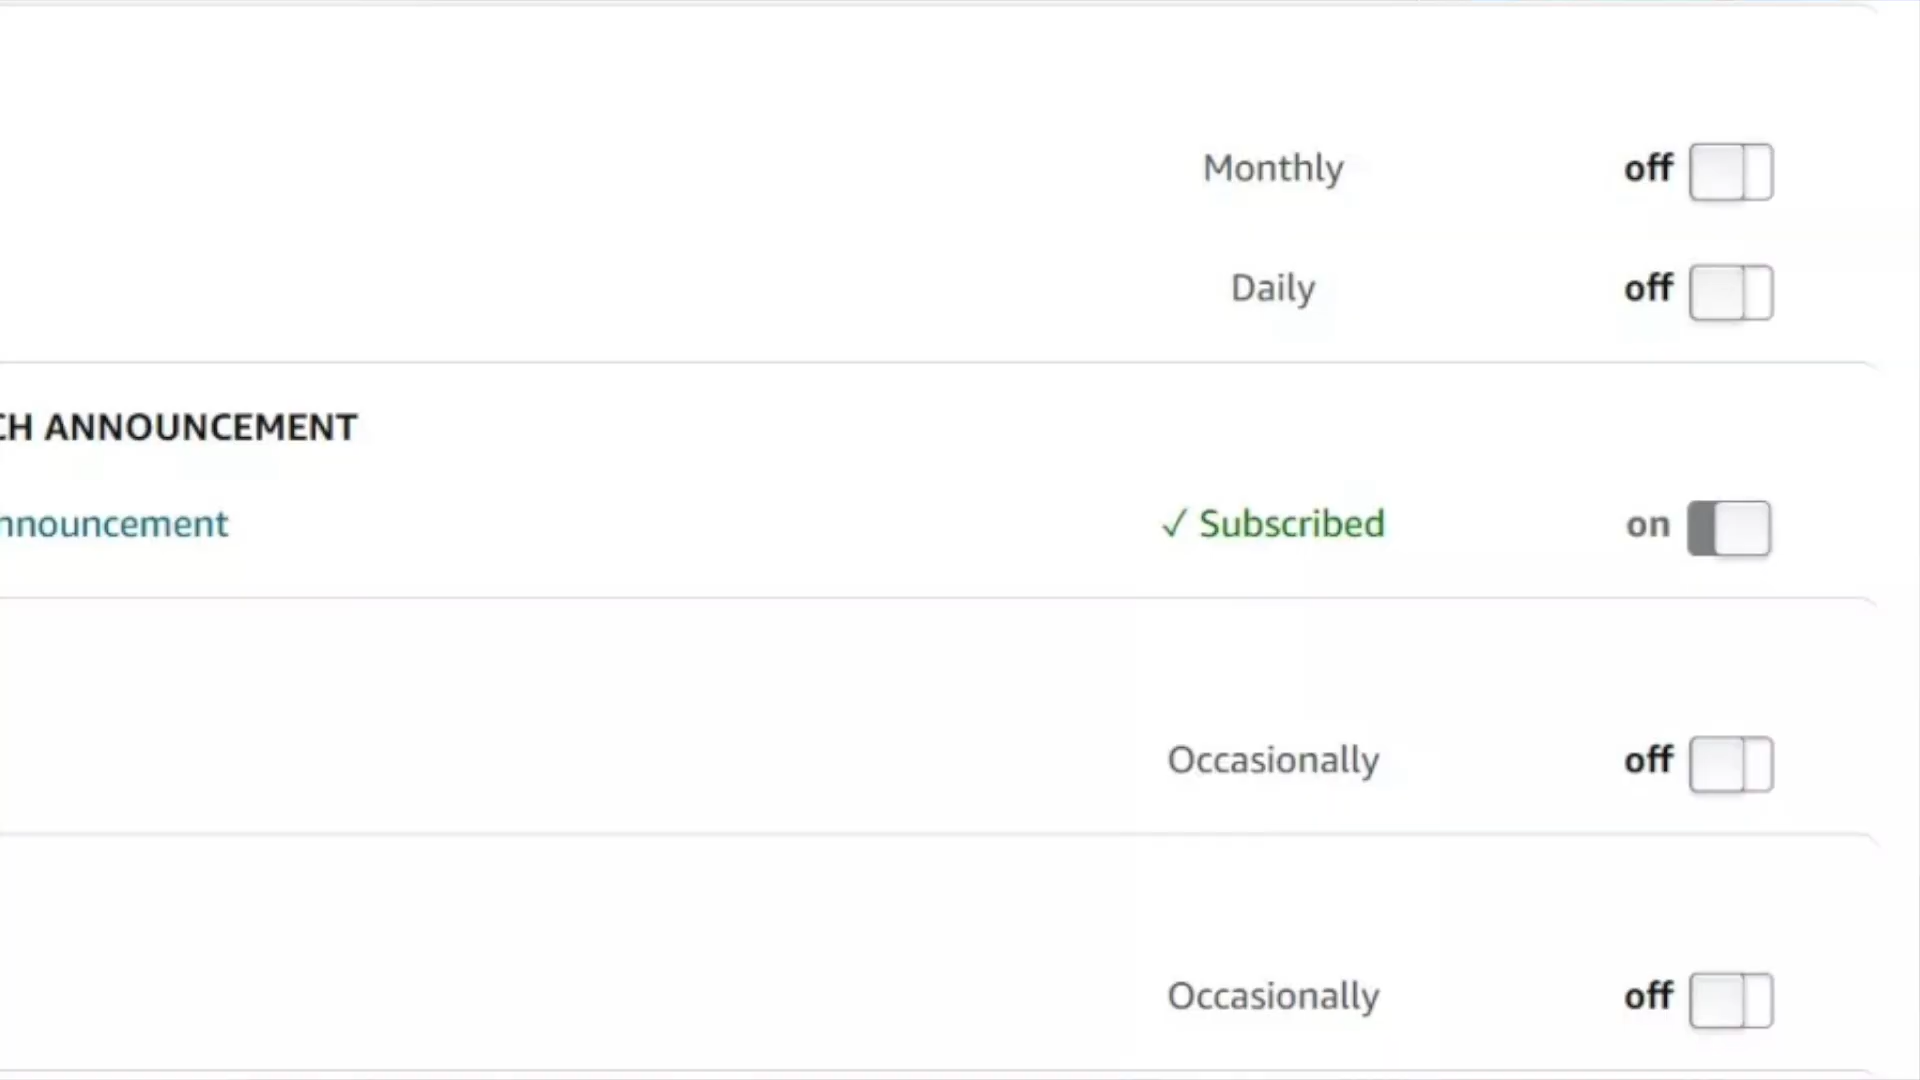 Monthly off
Daily off
CH ANNOUNCEMENT
nnouncement ✓ Subscribed on
Occasionally off
Occasionally off